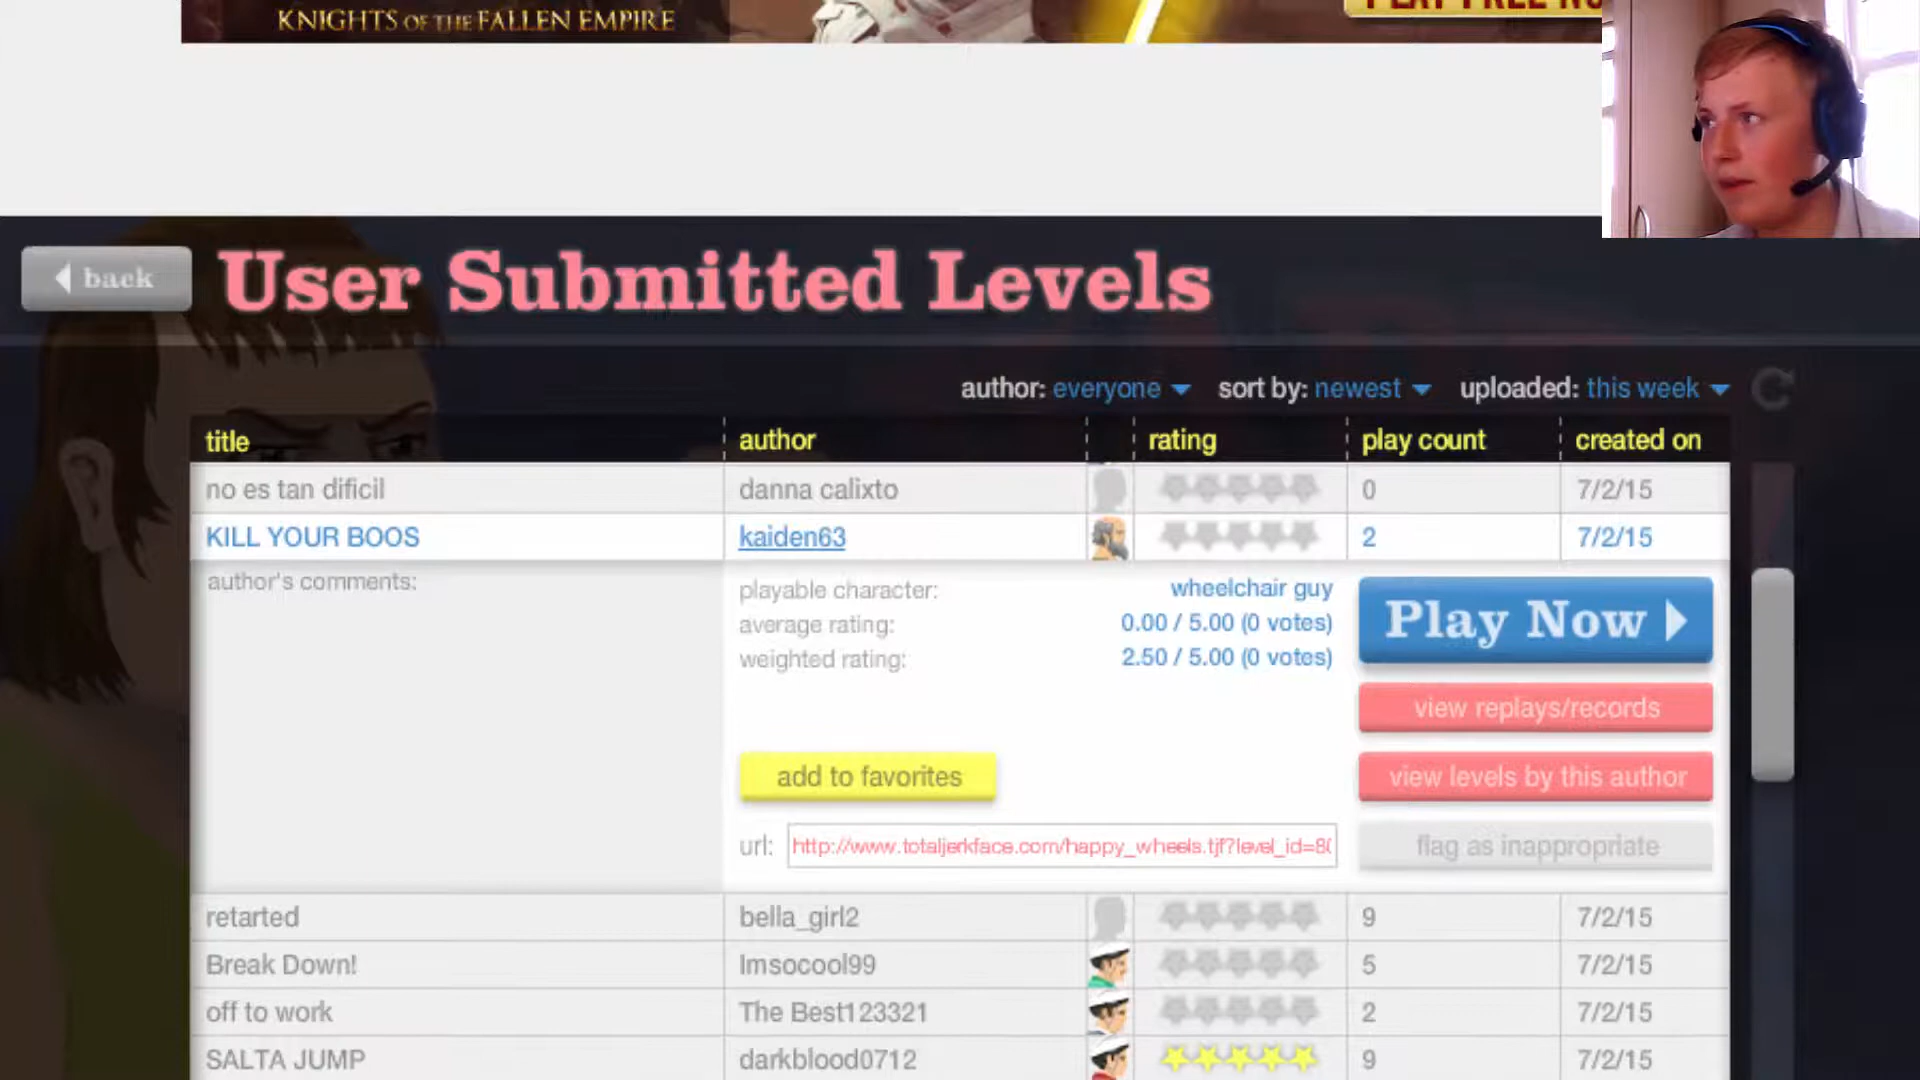 KNIGHTS OF THE FALLEN EMPIRE
back
User Submitted Levels
author: everyone sort by: newest uploaded: this week
title author rating play count created on
no es tan dificil danna calixto 0 7/2/15
KILL YOUR BOOS kaiden63 2 7/2/15
author's comments:
playable character: wheelchair guy
average rating: 0.00 / 5.00 (0 votes)
weighted rating: 2.50 / 5.00 (0 votes)
Play Now
view replays/records
add to favorites
view levels by this author
url: http://www.totaljerkface.com/happy_wheels.tjf?level_id=8
flag as inappropriate
retarted bella_girl2 9 7/2/15
Break Down! Imsocool99 5 7/2/15
off to work The Best123321 2 7/2/15
SALTA JUMP darkblood0712 9 7/2/15